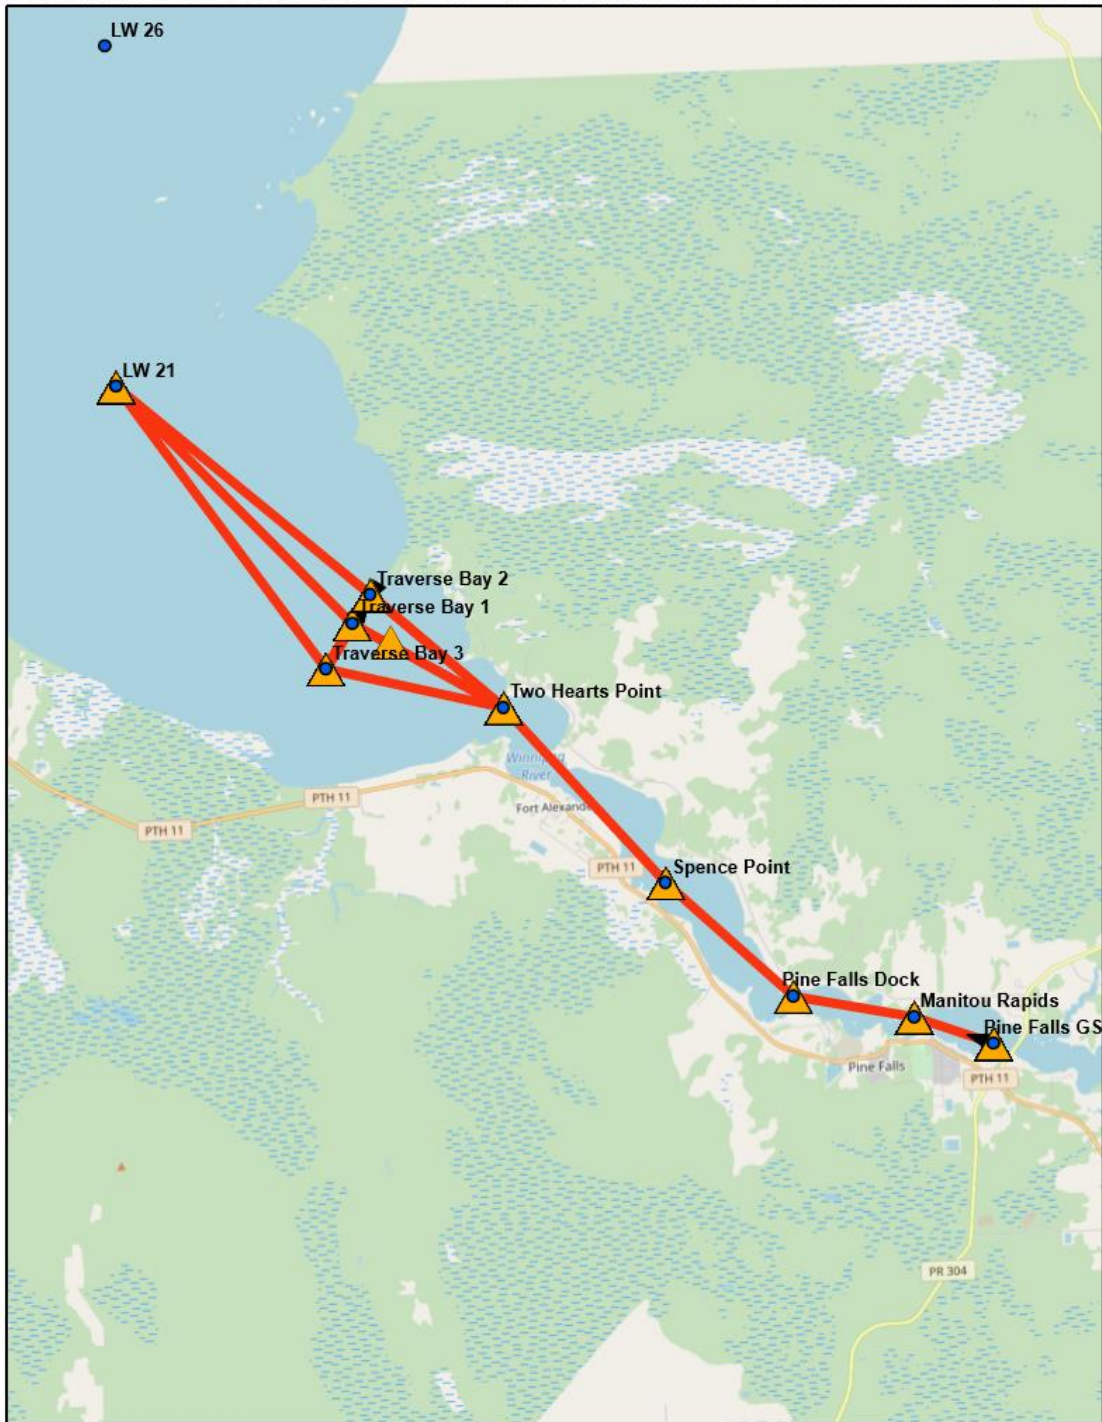 LW 26
LW 21
Traverse Bay 2
Traverse Bay 1
Traverse Bay 3
Two Hearts Point
Winnipeg
River
PTH 11
Fort Alexander
PTH 11
PTH 11
Spence Point
Pine Falls Dock
Manitou Rapids
Pine Falls GS
Pine Falls
PTH 11
PR 304